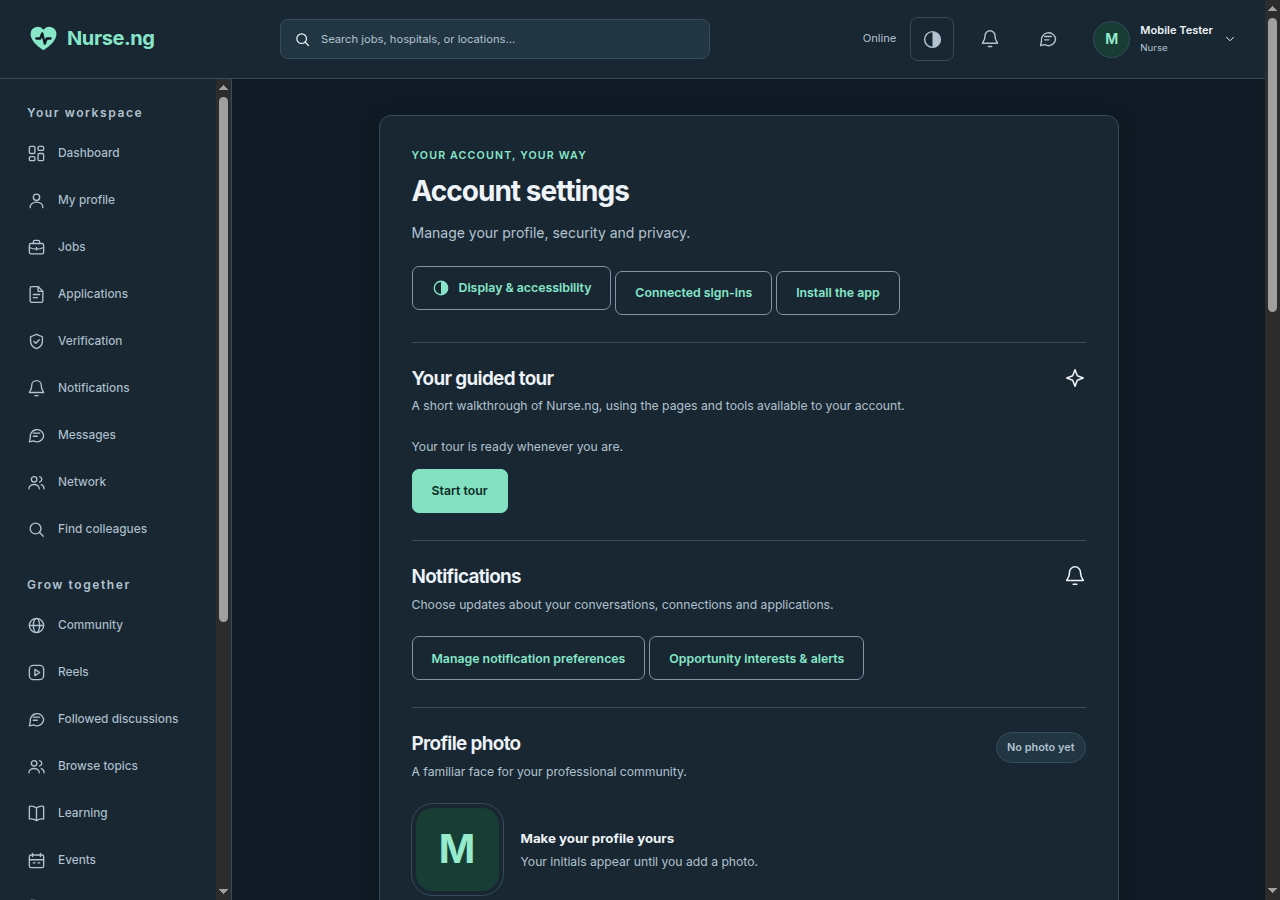 Nurse.ng
Search jobs, hospitals, or locations...
Online
M
Mobile Tester
Nurse
Your workspace
Dashboard
My profile
Jobs
Applications
Verification
Notifications
Messages
Network
Find colleagues
Grow together
Community
Reels
Followed discussions
Browse topics
Learning
Events
YOUR ACCOUNT, YOUR WAY
Account settings
Manage your profile, security and privacy.
Display & accessibility
Connected sign-ins
Install the app
Your guided tour
A short walkthrough of Nurse.ng, using the pages and tools available to your account.
Your tour is ready whenever you are.
Start tour
Notifications
Choose updates about your conversations, connections and applications.
Manage notification preferences
Opportunity interests & alerts
Profile photo
No photo yet
A familiar face for your professional community.
M
Make your profile yours
Your initials appear until you add a photo.